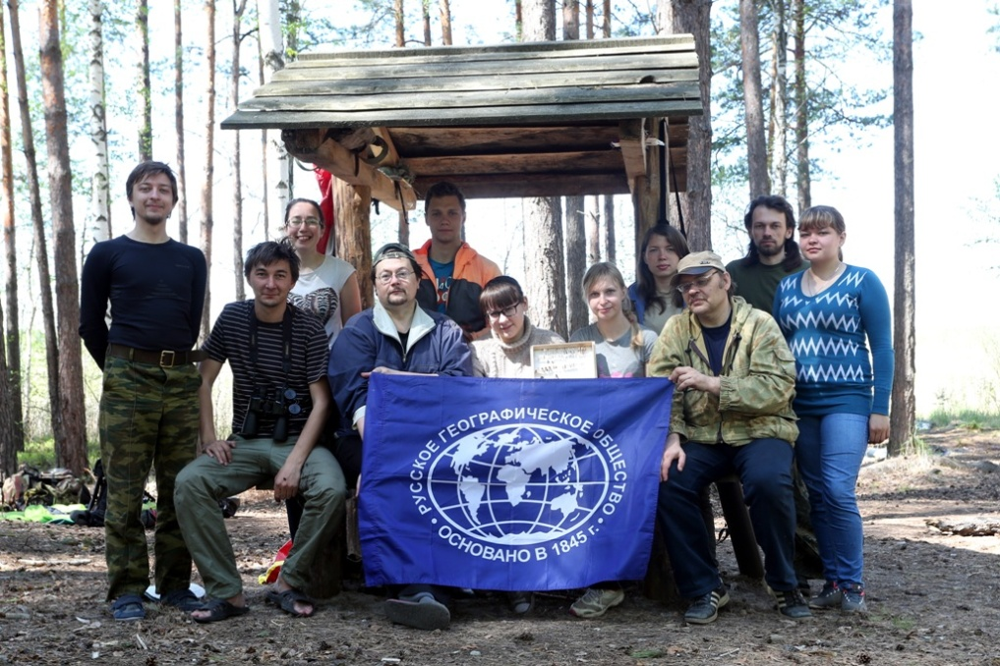 РУССКОЕ ГЕОГРАФИЧЕСКОЕ ОБЩЕСТВО
• ОСНОВАНО В 1845 г. •